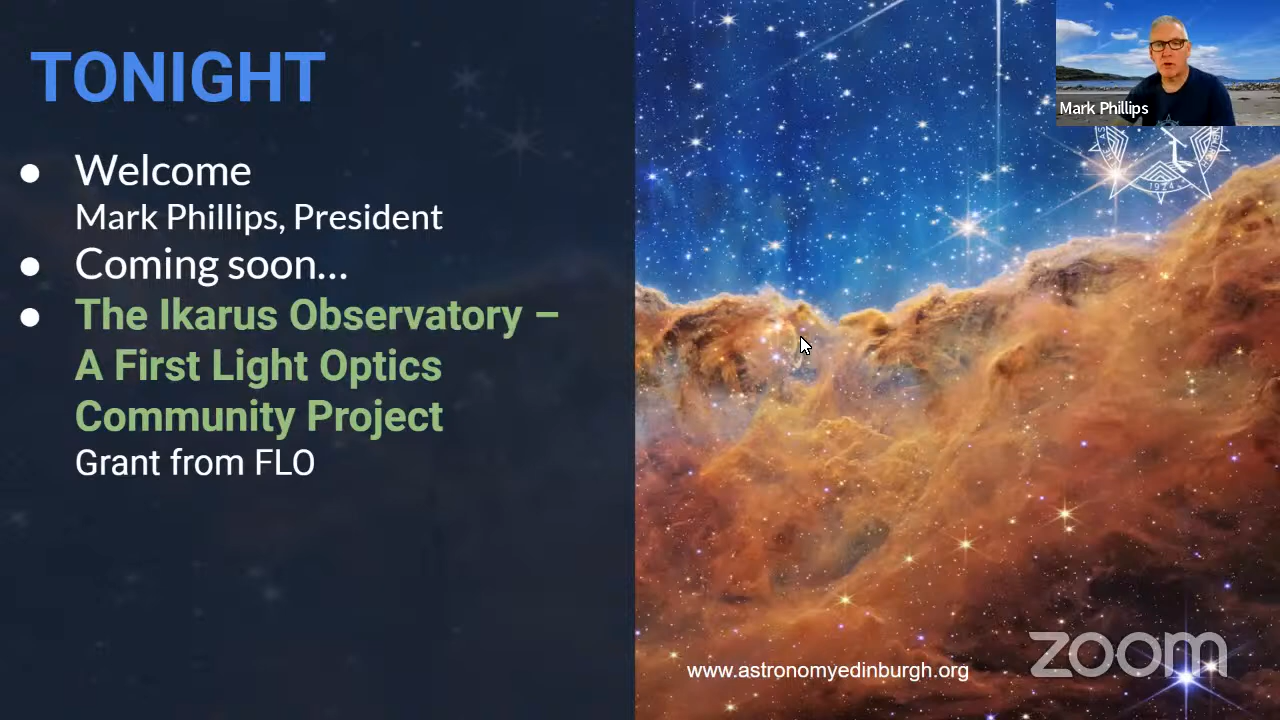 TONIGHT
● Welcome
Mark Phillips, President
● Coming soon...
● The Ikarus Observatory –
A First Light Optics
Community Project
Grant from FLO
Mark Phillips
1924
www.astronomyedinburgh.org
zoom